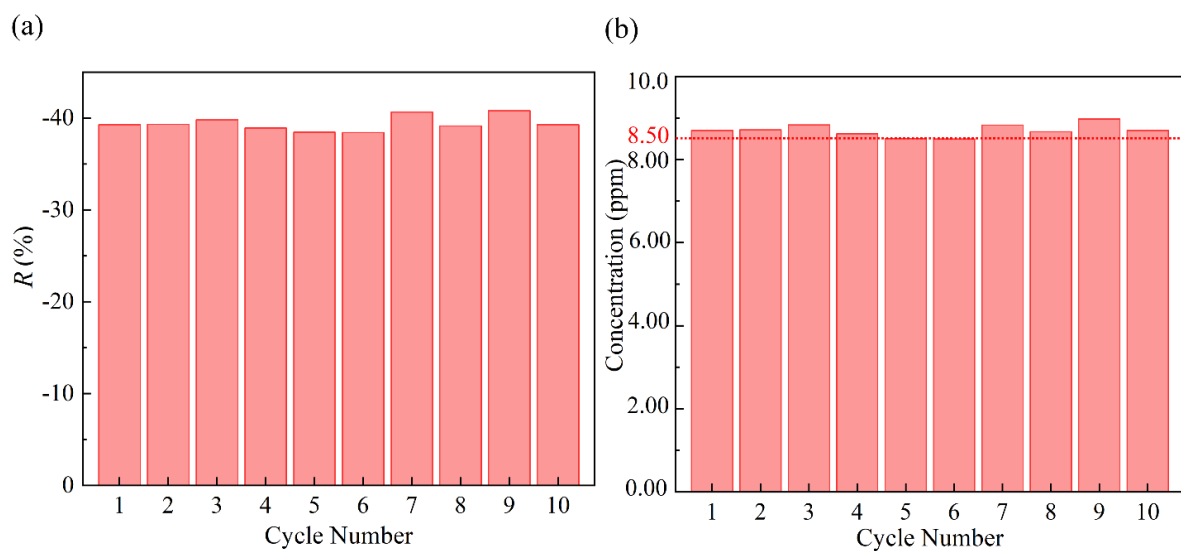 (a)
R (%)
-40
-30
-20
-10
0
1 2 3 4 5 6 7 8 9 10
Cycle Number
(b)
Concentration (ppm)
10.0
8.50
8.00
6.00
4.00
2.00
0.00
1 2 3 4 5 6 7 8 9 10
Cycle Number